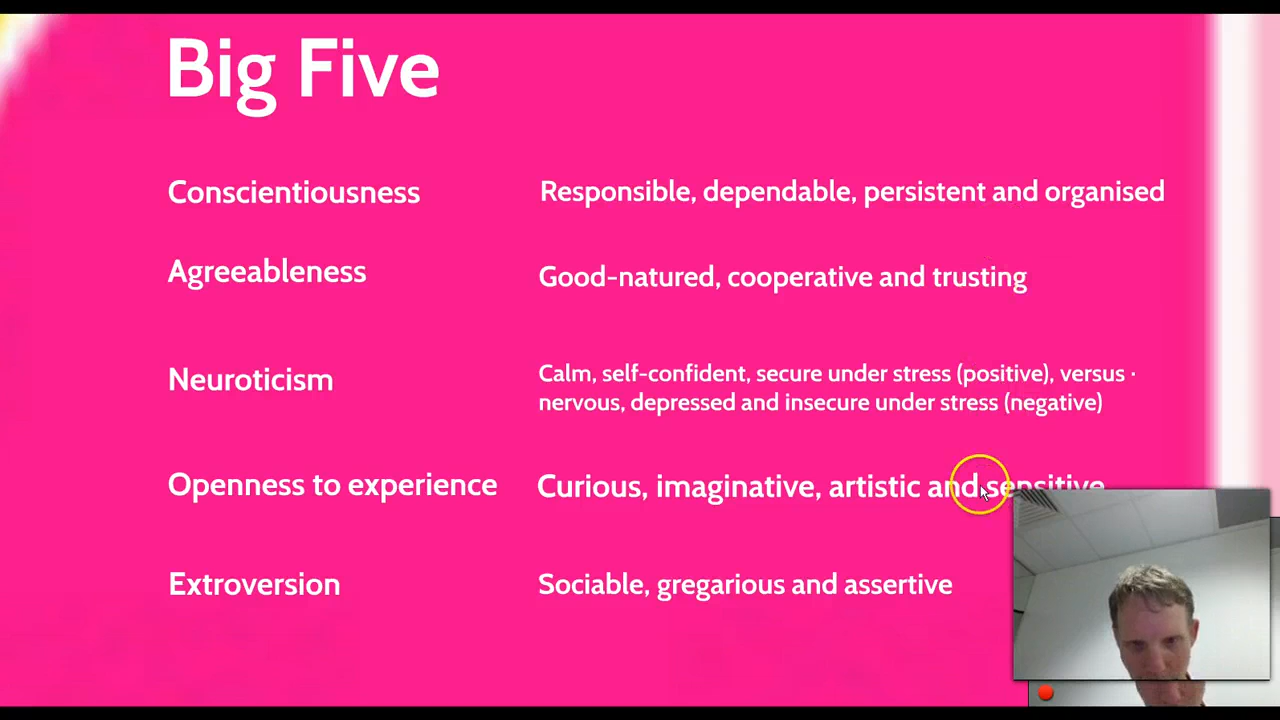 Big Five
Conscientiousness
Responsible, dependable, persistent and organised
Agreeableness
Good-natured, cooperative and trusting
Neuroticism
Calm, self-confident, secure under stress (positive), versus ·
nervous, depressed and insecure under stress (negative)
Openness to experience
Curious, imaginative, artistic and sensitive
Extroversion
Sociable, gregarious and assertive